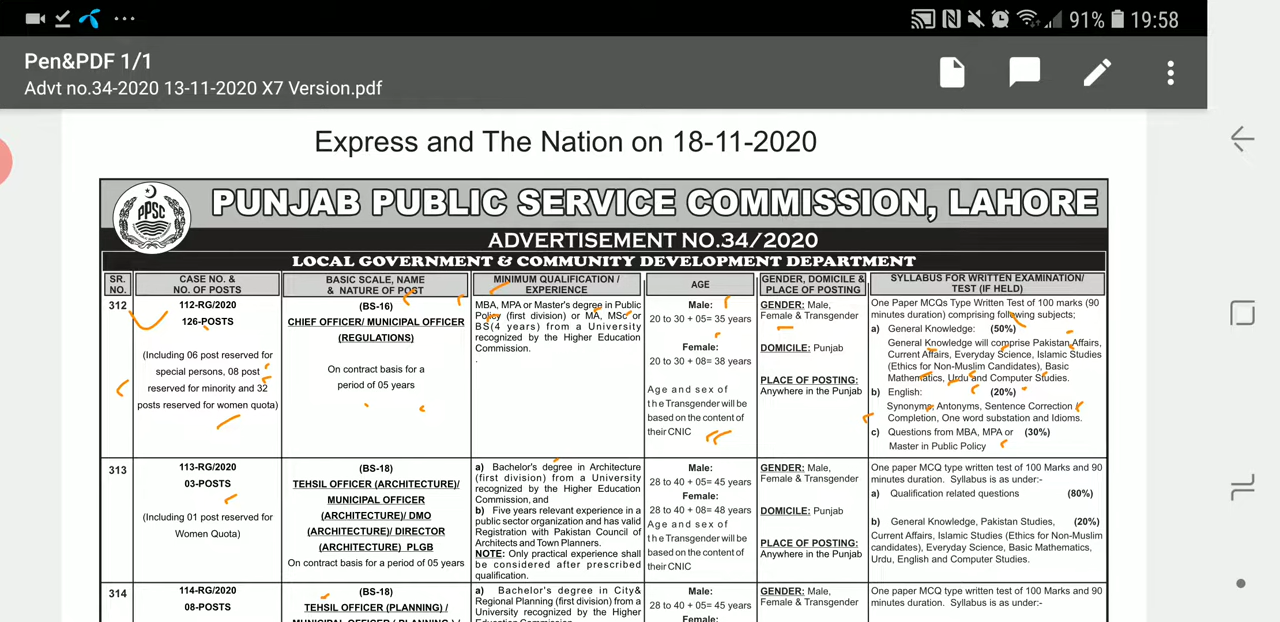 91% 19:58
Pen&PDF 1/1
Advt no.34-2020 13-11-2020 X7 Version.pdf
Express and The Nation on 18-11-2020
PPSC
PUNJAB PUBLIC SERVICE COMMISSION, LAHORE
ADVERTISEMENT NO.34/2020
LOCAL GOVERNMENT & COMMUNITY DEVELOPMENT DEPARTMENT
SR. NO.
CASE NO. & NO. OF POSTS
BASIC SCALE, NAME & NATURE OF POST
MINIMUM QUALIFICATION / EXPERIENCE
AGE
GENDER, DOMICILE & PLACE OF POSTING
SYLLABUS FOR WRITTEN EXAMINATION/ TEST (IF HELD)
312
112-RG/2020
126-POSTS
(Including 06 post reserved for
special persons, 08 post
reserved for minority and 32
posts reserved for women quota)
(BS-16)
CHIEF OFFICER/ MUNICIPAL OFFICER
(REGULATIONS)
On contract basis for a
period of 05 years
MBA, MPA or Master's degree in Public
Policy (first division) or MA, MSc or
BS(4 years) from a University
recognized by the Higher Education
Commission.
.
Male:
20 to 30 + 05= 35 years
Female:
20 to 30 + 08= 38 years
Age and sex of
the Transgender will be
based on the content of
their CNIC
GENDER: Male,
Female & Transgender
DOMICILE: Punjab
PLACE OF POSTING:
Anywhere in the Punjab
One Paper MCQs Type Written Test of 100 marks (90
minutes duration) comprising following subjects;
a) General Knowledge: (50%)
General Knowledge will comprise Pakistan Affairs,
Current Affairs, Everyday Science, Islamic Studies
(Ethics for Non-Muslim Candidates), Basic
Mathematics, Urdu and Computer Studies.
b) English: (20%)
Synonyms, Antonyms, Sentence Correction /
Completion, One word substation and Idioms.
c) Questions from MBA, MPA or (30%)
Master in Public Policy
313
113-RG/2020
03-POSTS
(Including 01 post reserved for
Women Quota)
(BS-18)
TEHSIL OFFICER (ARCHITECTURE)/
MUNICIPAL OFFICER
(ARCHITECTURE)/ DMO
(ARCHITECTURE)/ DIRECTOR
(ARCHITECTURE) PLGB
On contract basis for a period of 05 years
a) Bachelor's degree in Architecture
(first division) from a University
recognized by the Higher Education
Commission, and
b) Five years relevant experience in a
public sector organization and has valid
Registration with Pakistan Council of
Architects and Town Planners.
NOTE: Only practical experience shall
be considered after prescribed
qualification.
Male:
28 to 40 + 05= 45 years
Female:
28 to 40 + 08= 48 years
Age and sex of
the Transgender will be
based on the content of
their CNIC
GENDER: Male,
Female & Transgender
DOMICILE: Punjab
PLACE OF POSTING:
Anywhere in the Punjab
One paper MCQ type written test of 100 Marks and 90
minutes duration. Syllabus is as under:-
a) Qualification related questions (80%)
b) General Knowledge, Pakistan Studies, (20%)
Current Affairs, Islamic Studies (Ethics for Non-Muslim
candidates), Everyday Science, Basic Mathematics,
Urdu, English and Computer Studies.
314
114-RG/2020
08-POSTS
(BS-18)
TEHSIL OFFICER (PLANNING) /
a) Bachelor's degree in City&
Regional Planning (first division) from a
University recognized by the Higher
Male:
28 to 40 + 05= 45 years
Female:
GENDER: Male,
Female & Transgender
One paper MCQ type written test of 100 Marks and 90
minutes duration. Syllabus is as under:-